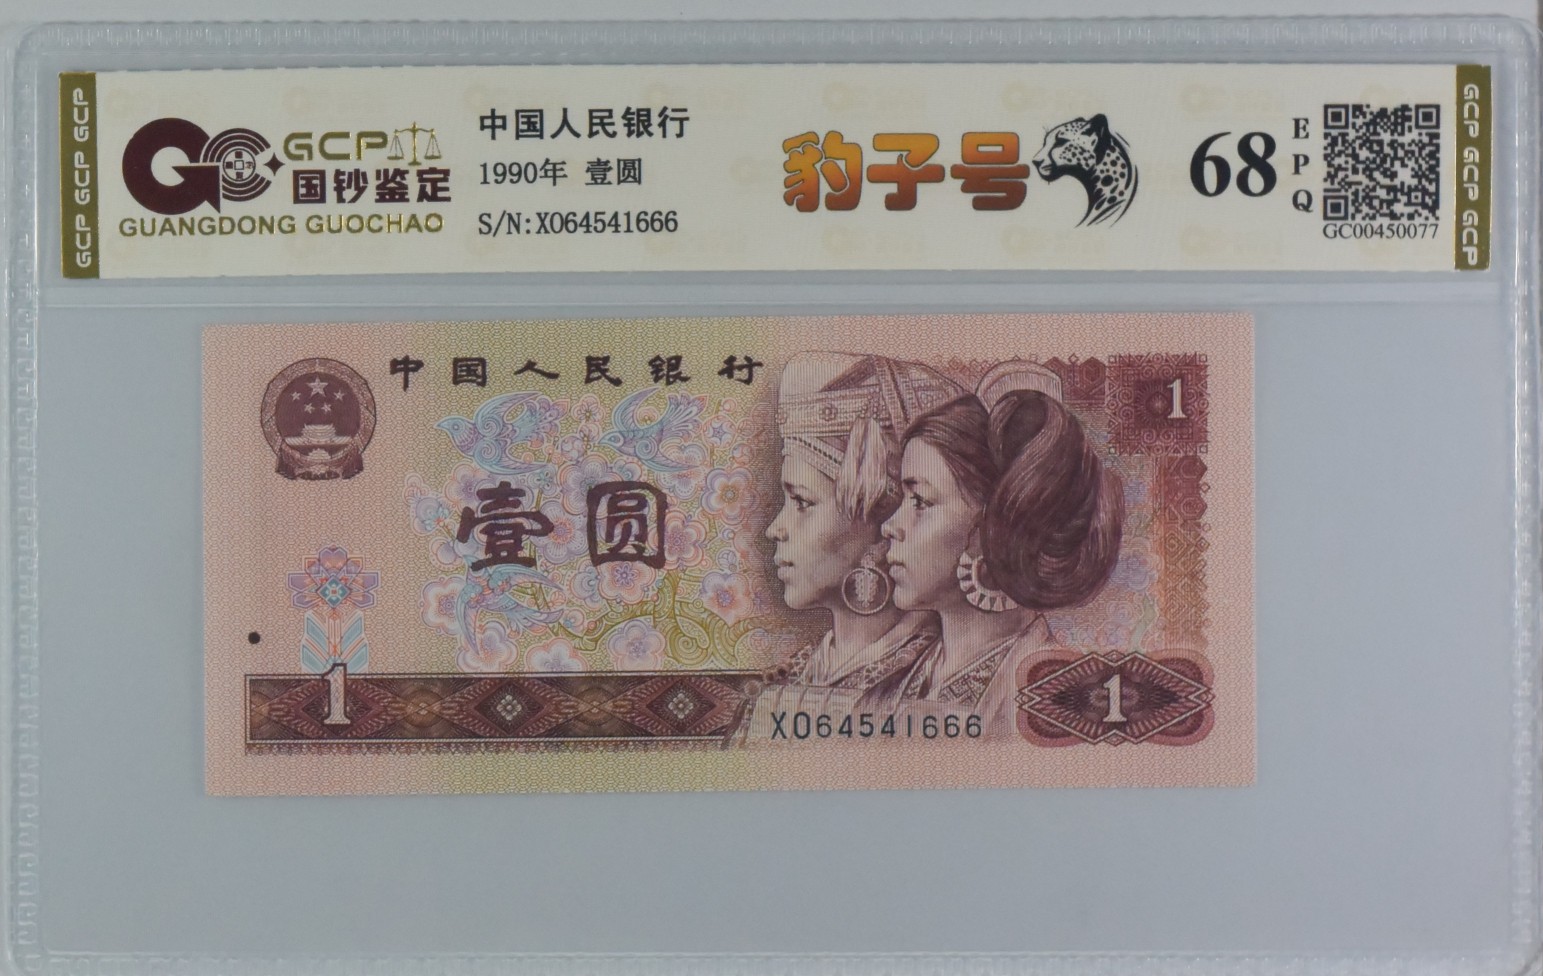 GCP GCP GCP
GCP
国钞鉴定
GUANGDONG GUOCHAO
中国人民银行
1990年 壹圆
S/N:X064541666
豹子号
68
EPQ
GC00450077
GCP GCP GCP
中国人民银行
1
壹圆
1
X064541666
1